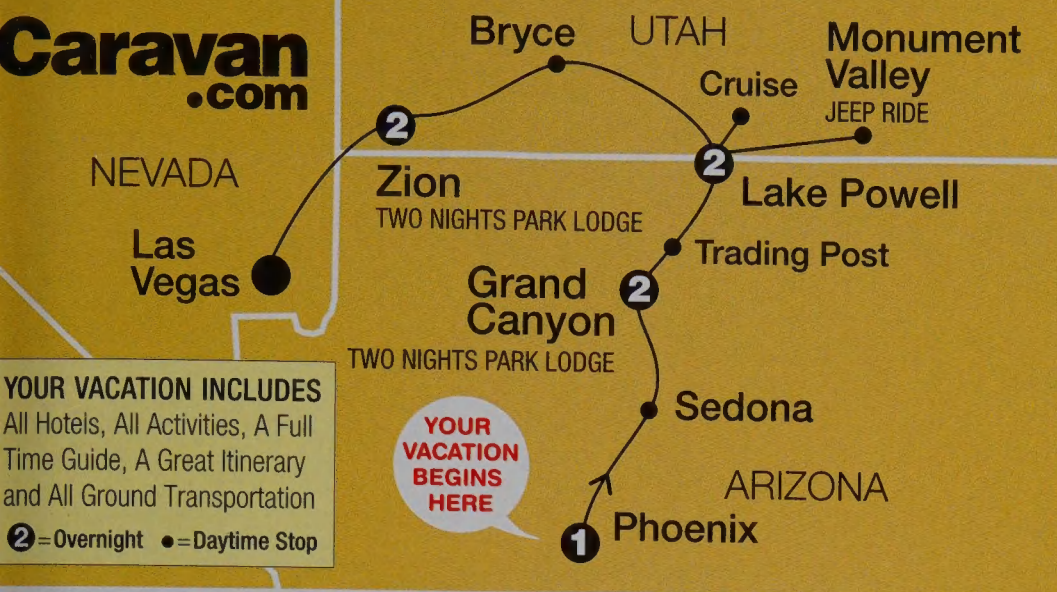 Caravan
.com
Bryce
UTAH
Monument
Valley
JEEP RIDE
Cruise
2
2
NEVADA
Zion
TWO NIGHTS PARK LODGE
Lake Powell
Las
Vegas
Trading Post
Grand
Canyon
2
TWO NIGHTS PARK LODGE
YOUR VACATION INCLUDES
All Hotels, All Activities, A Full
Time Guide, A Great Itinerary
and All Ground Transportation
2=Overnight •=Daytime Stop
YOUR
VACATION
BEGINS
HERE
Sedona
ARIZONA
1
Phoenix